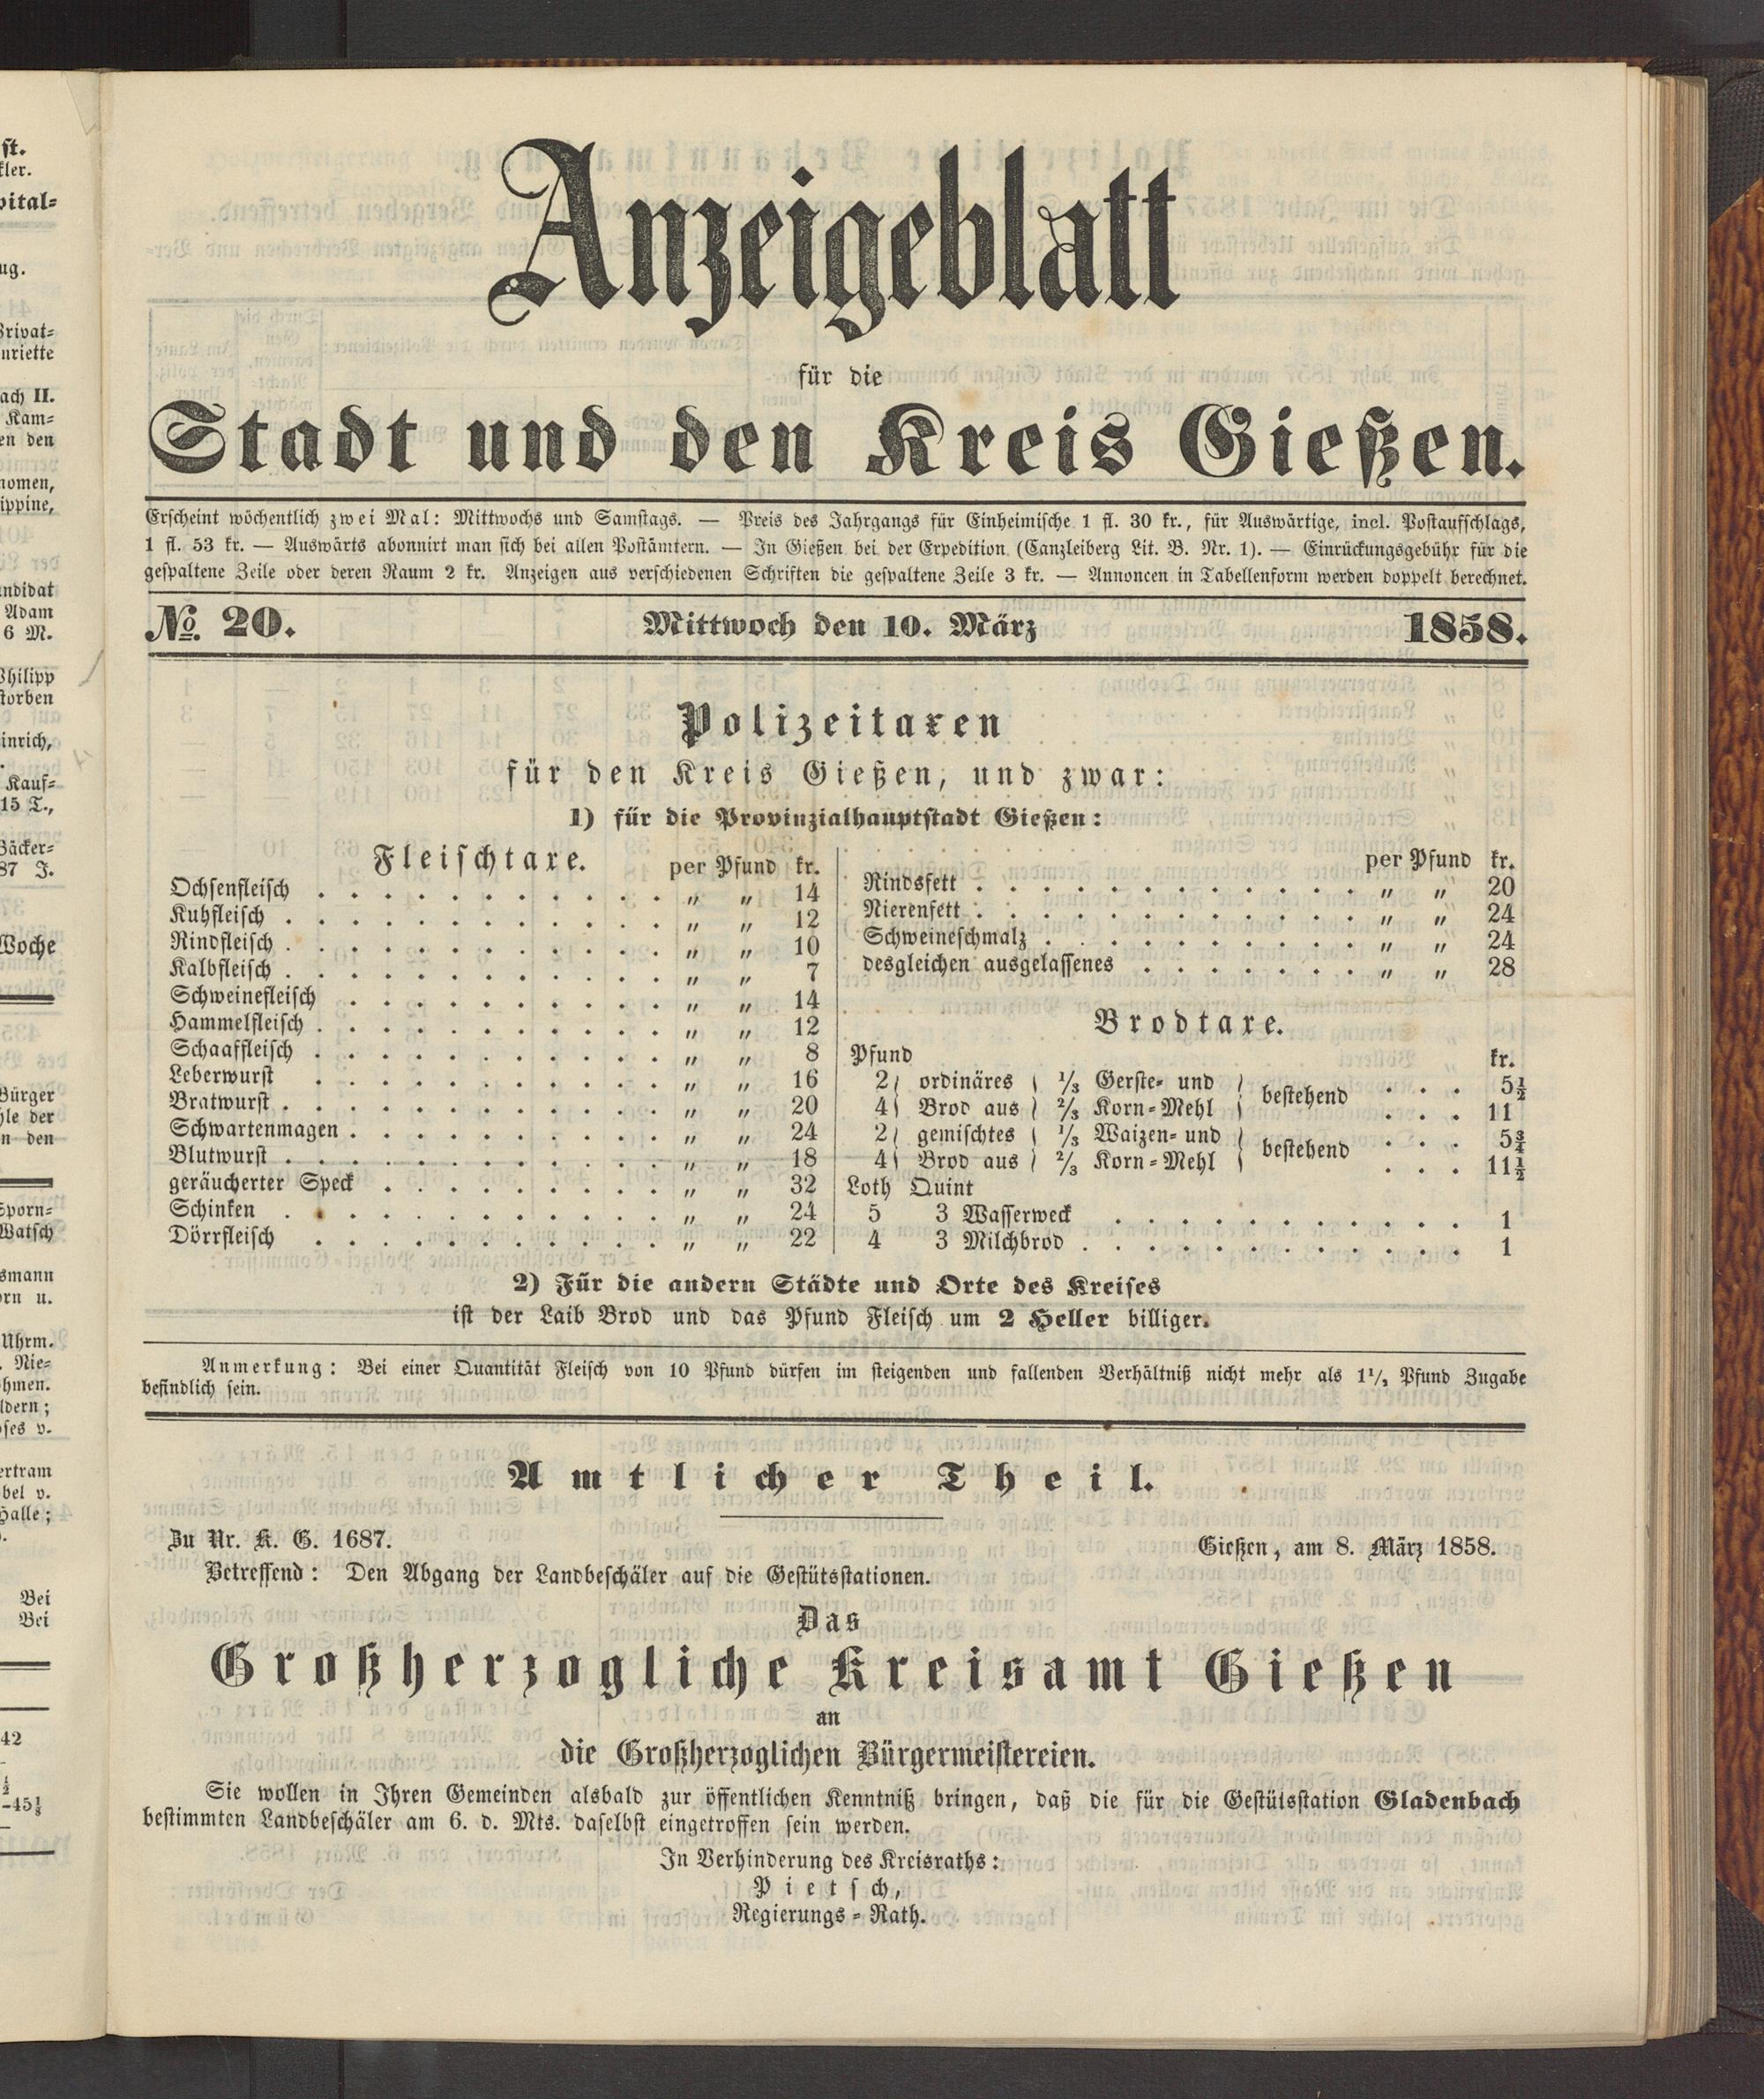 Anzeigeblatt
für die
Stadt und den Kreis Gießen.
Erscheint wöchentlich zwei Mal: Mittwochs und Samstags. — Preis des Jahrgangs für Einheimische 1 fl. 30 kr., für Auswärtige, incl. Postaufschlags,
1 fl. 53 kr. — Auswärts abonnirt man sich bei allen Postämtern. — In Gießen bei der Expedition (Canzleiberg Lit. B. Nr. 1). — Einrückungsgebühr für die
gespaltene Zeile oder deren Raum 2 kr. Anzeigen aus verschiedenen Schriften die gespaltene Zeile 3 kr. — Annoncen in Tabellenform werden doppelt berechnet.
No. 20. Mittwoch den 10. März 1858.
Polizeitaxen
für den Kreis Gießen, und zwar:
1) für die Provinzialhauptstadt Gießen:
Fleischtaxe. per Pfund kr.
Ochsenfleisch . . . . . . . . . . . . „ „ 14
Kuhfleisch . . . . . . . . . . . . . „ „ 12
Rindfleisch . . . . . . . . . . . . . „ „ 10
Kalbfleisch . . . . . . . . . . . . . „ „ 7
Schweinefleisch . . . . . . . . . . . „ „ 14
Hammelfleisch . . . . . . . . . . . . „ „ 12
Schaaffleisch . . . . . . . . . . . . „ „ 8
Leberwurst . . . . . . . . . . . . „ „ 16
Bratwurst . . . . . . . . . . . . . „ „ 20
Schwartenmagen . . . . . . . . . . . „ „ 24
Blutwurst . . . . . . . . . . . . . „ „ 18
geräucherter Speck . . . . . . . . . . „ „ 32
Schinken . . . . . . . . . . . . . „ „ 24
Dörrfleisch . . . . . . . . . . . . „ „ 22
per Pfund kr.
Rindsfett . . . . . . . . . . . . . „ „ 20
Nierenfett . . . . . . . . . . . . . „ „ 24
Schweineschmalz . . . . . . . . . . . „ „ 24
desgleichen ausgelassenes . . . . . . . . „ „ 28
Brodtaxe.
Pfund kr.
2 ordinäres 1/3 Gerste- und bestehend . . . 5½
4 Brod aus 2/3 Korn-Mehl . . . 11
2 gemischtes 1/3 Waizen- und bestehend . . . 5¾
4 Brod aus 2/3 Korn-Mehl . . . 11½
Loth Quint
5 3 Wasserweck . . . . . . . . . . . 1
4 3 Milchbrod . . . . . . . . . . . . 1
2) Für die andern Städte und Orte des Kreises
ist der Laib Brod und das Pfund Fleisch um 2 Heller billiger.
Anmerkung: Bei einer Quantität Fleisch von 10 Pfund dürfen im steigenden und fallenden Verhältniß nicht mehr als 1½ Pfund Zugabe
befindlich sein.
Amtlicher Theil.
Zu Nr. K. G. 1687. Gießen, am 8. März 1858.
Betreffend: Den Abgang der Landbeschäler auf die Gestütsstationen.
Das
Großherzogliche Kreisamt Gießen
an
die Großherzoglichen Bürgermeistereien.
Sie wollen in Ihren Gemeinden alsbald zur öffentlichen Kenntniß bringen, daß die für die Gestütsstation Gladenbach
bestimmten Landbeschäler am 6. d. Mts. daselbst eingetroffen sein werden.
In Verhinderung des Kreisraths:
Pietsch,
Regierungs-Rath.